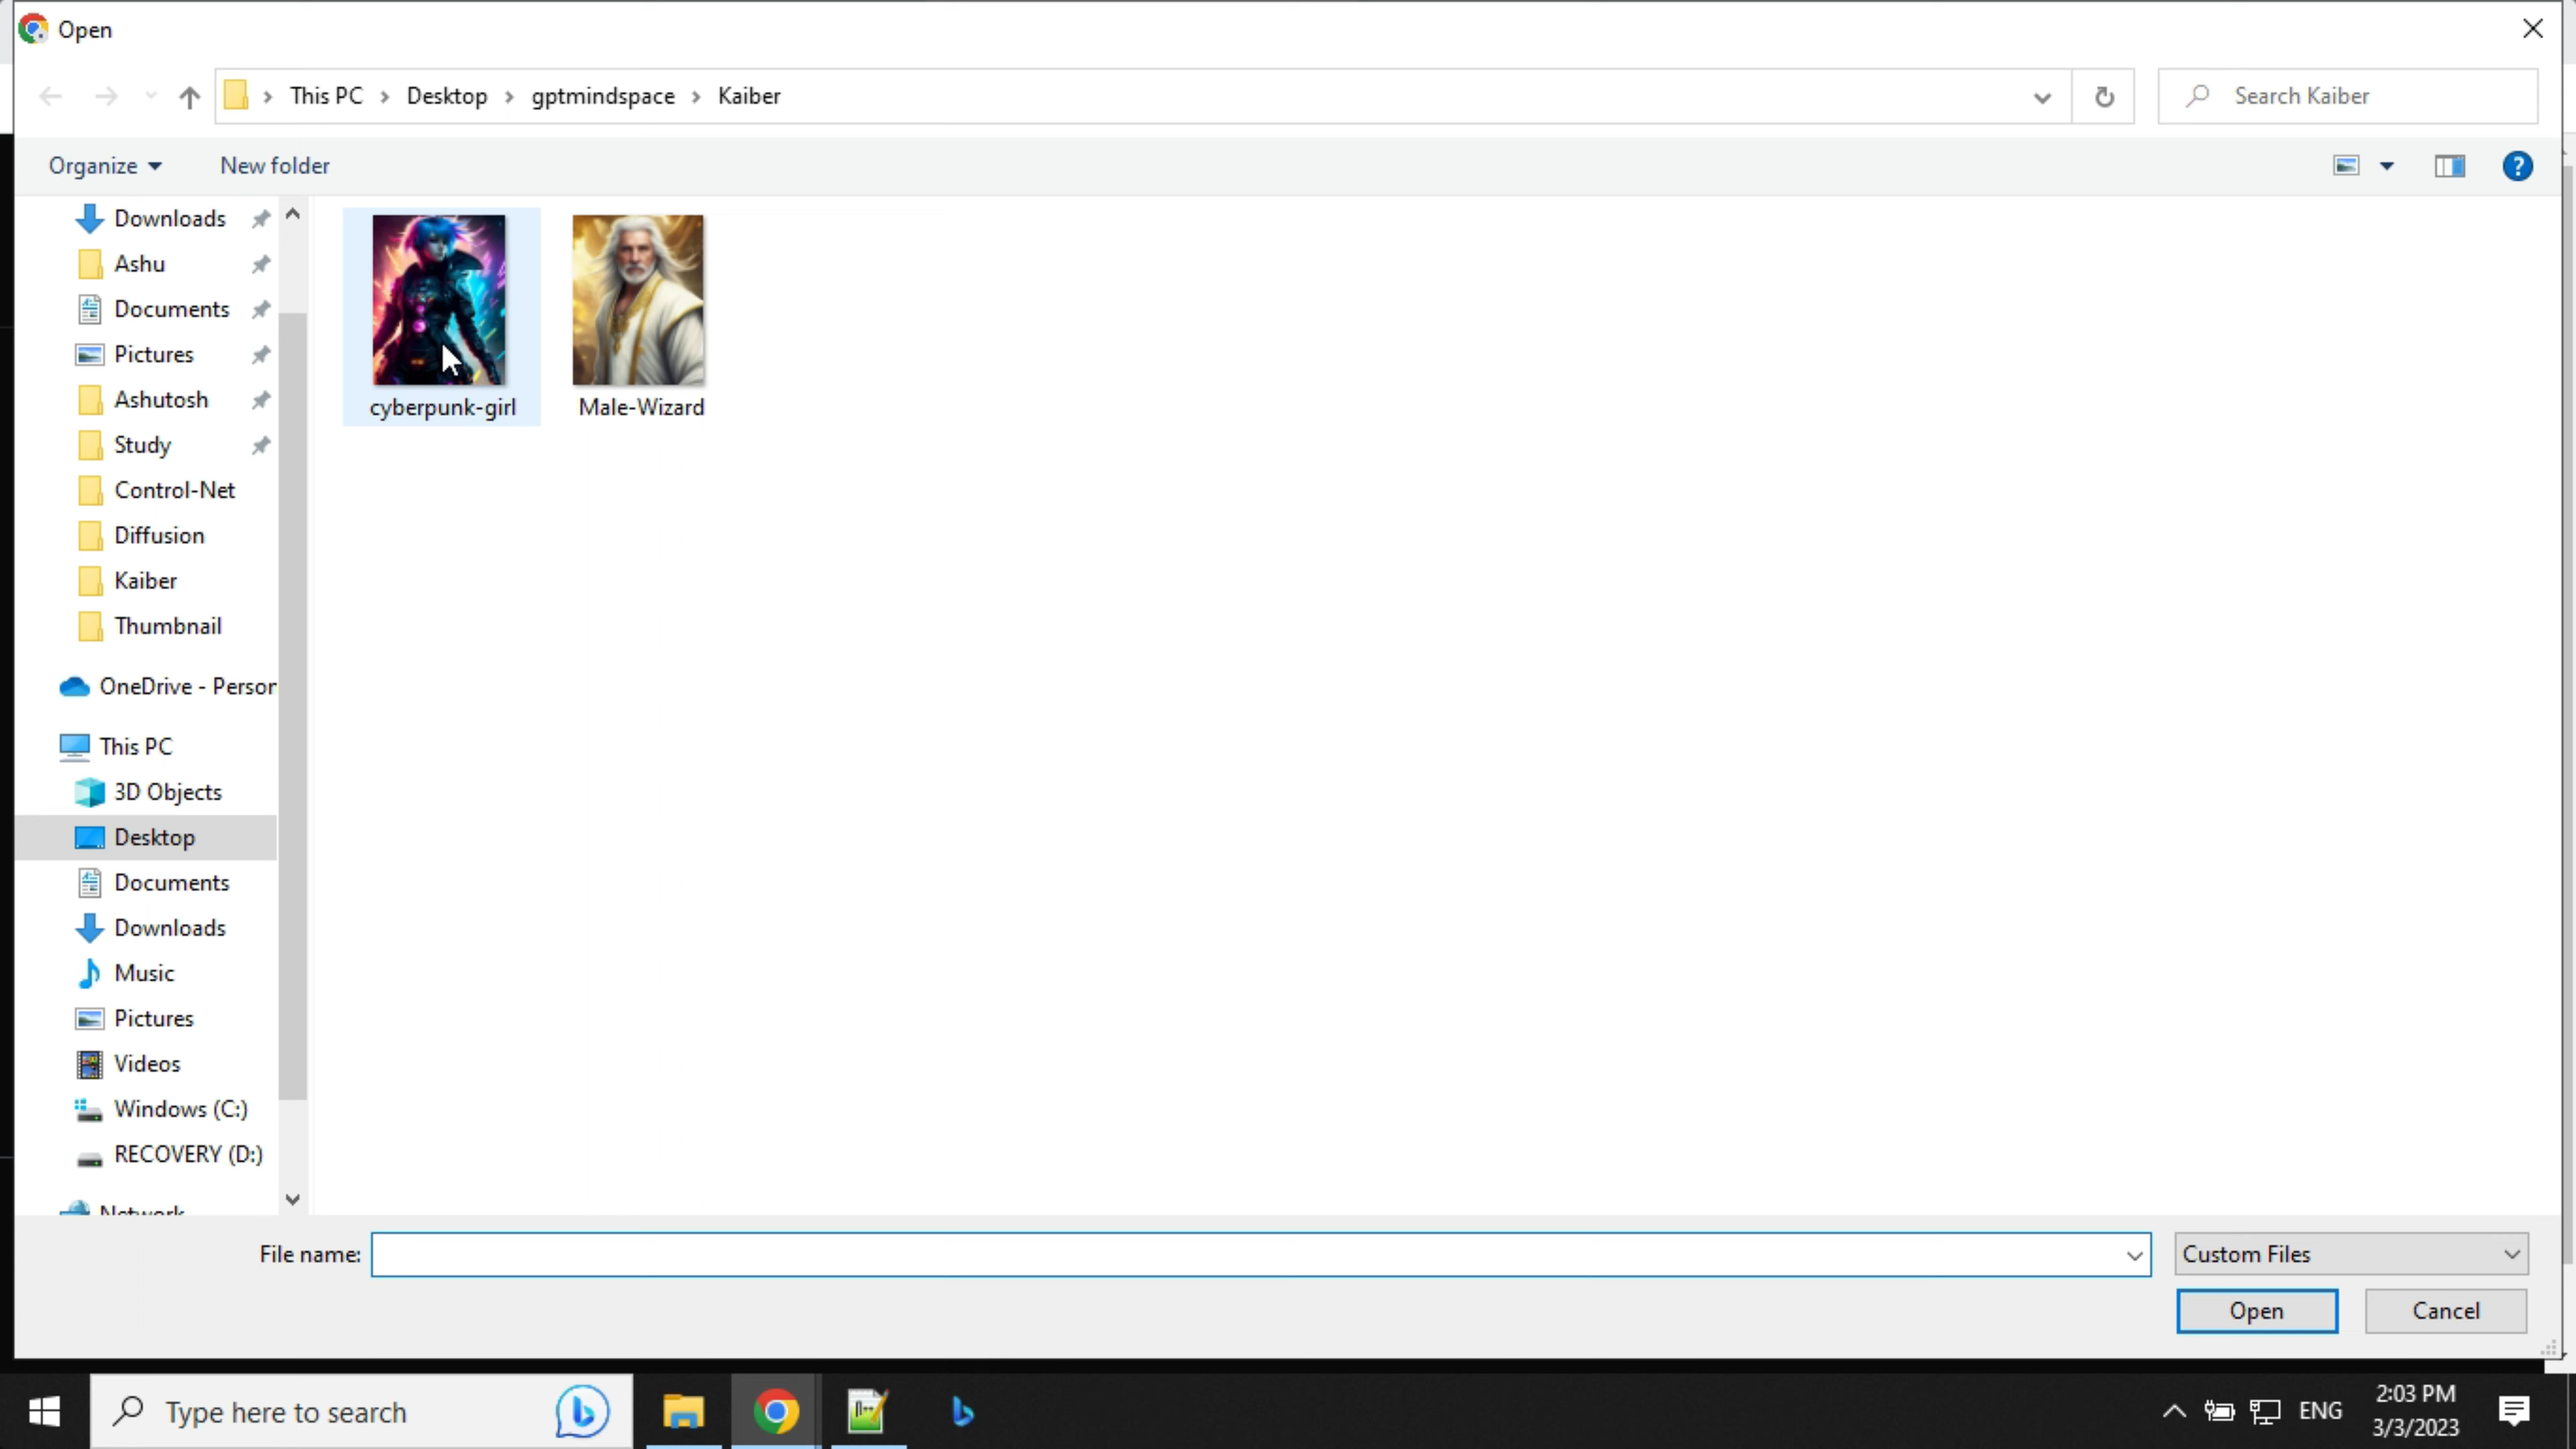 Open
This PC
Desktop
gptmindspace
Kaiber
Search Kaiber
Organize
New folder
?
Downloads
Ashu
Documents
Pictures
Ashutosh
Study
Control-Net
Diffusion
Kaiber
Thumbnail
OneDrive - Person
This PC
3D Objects
Desktop
Documents
Downloads
Music
Pictures
Videos
Windows (C:)
RECOVERY (D:)
Network
cyberpunk-girl
Male-Wizard
File name:
Custom Files
Open
Cancel
Type here to search
ENG
2:03 PM
3/3/2023